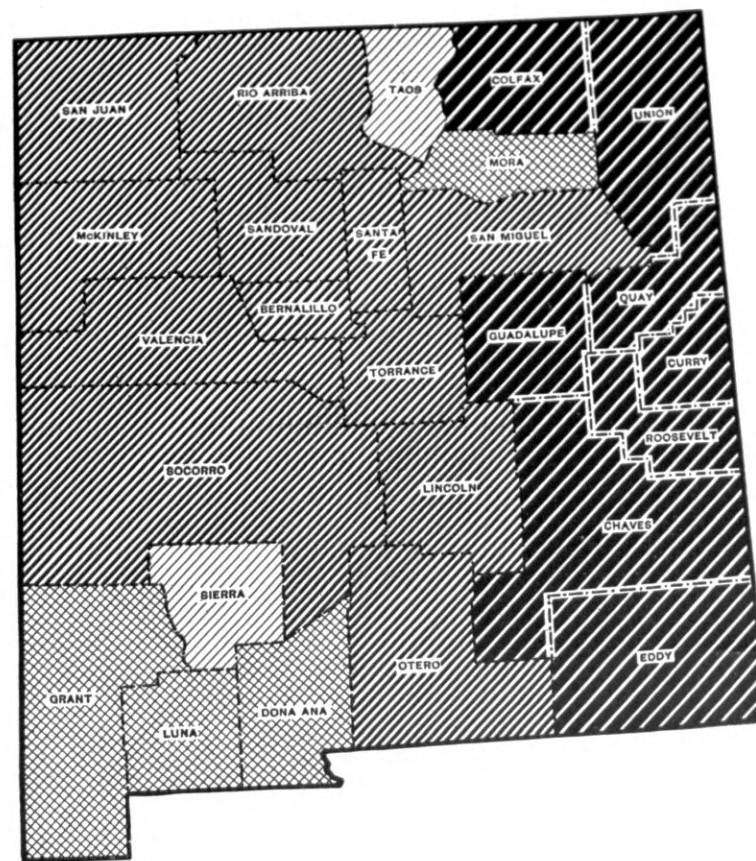 SAN JUAN
RIO ARRIBA
TAOS
COLFAX
UNION
MORA
McKINLEY
SANDOVAL
SANTA
FE
SAN MIGUEL
BERNALILLO
QUAY
VALENCIA
GUADALUPE
TORRANCE
CURRY
ROOSEVELT
SOCORRO
LINCOLN
CHAVES
SIERRA
GRANT
LUNA
DONA ANA
OTERO
EDDY